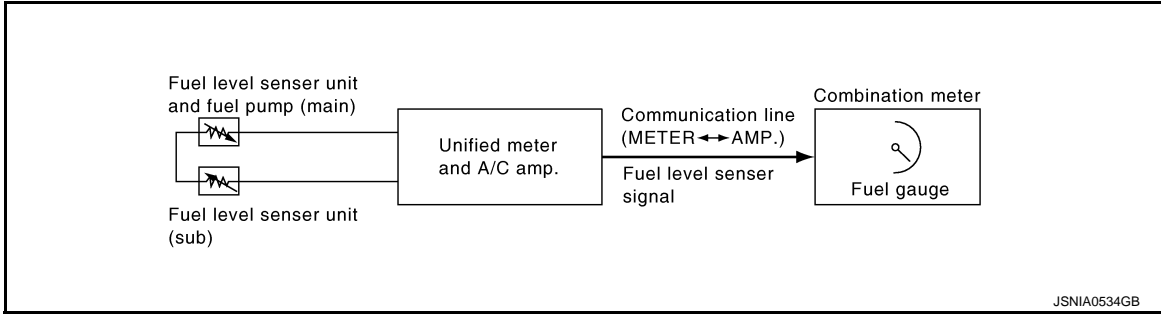 Fuel level senser unit
and fuel pump (main)
Fuel level senser unit
(sub)
Unified meter
and A/C amp.
Communication line
(METER↔AMP.)
Fuel level senser
signal
Combination meter
Fuel gauge
JSNIA0534GB